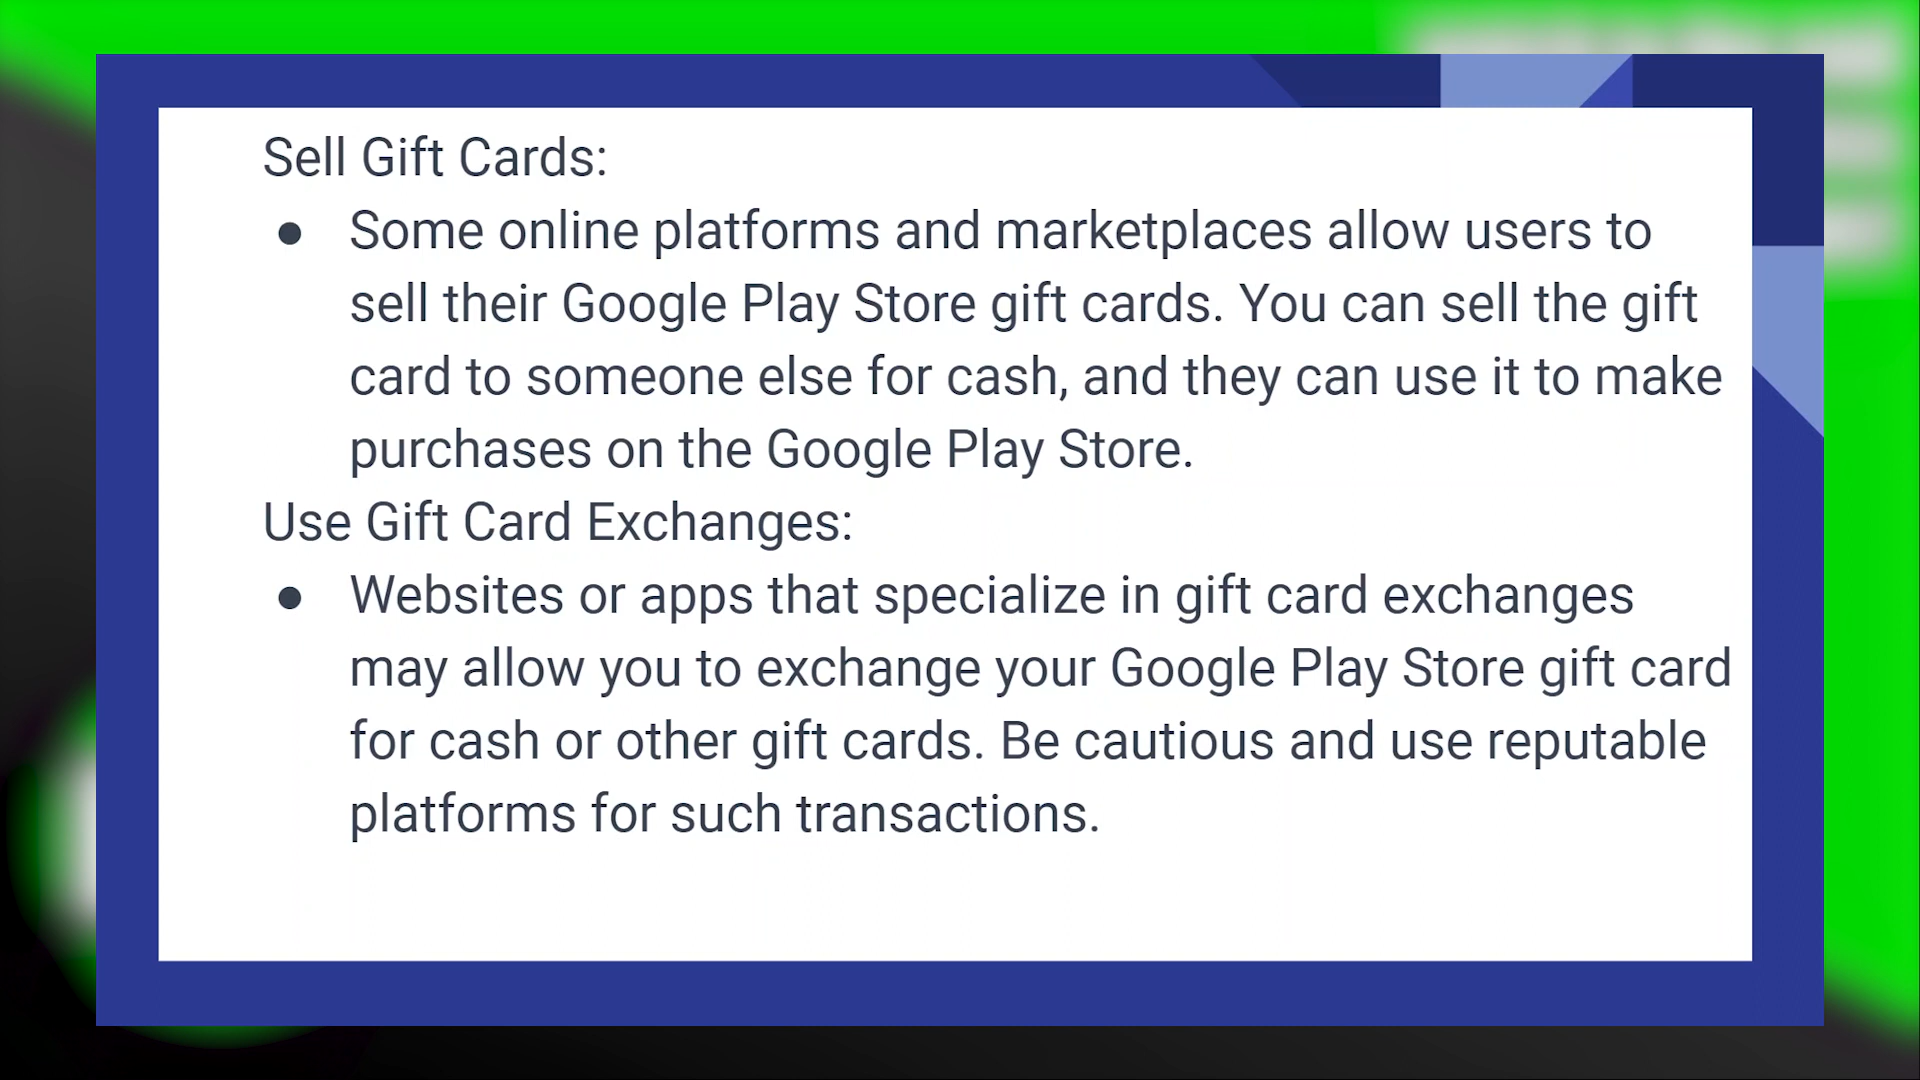 Sell Gift Cards:
● Some online platforms and marketplaces allow users to
sell their Google Play Store gift cards. You can sell the gift
card to someone else for cash, and they can use it to make
purchases on the Google Play Store.
Use Gift Card Exchanges:
● Websites or apps that specialize in gift card exchanges
may allow you to exchange your Google Play Store gift card
for cash or other gift cards. Be cautious and use reputable
platforms for such transactions.